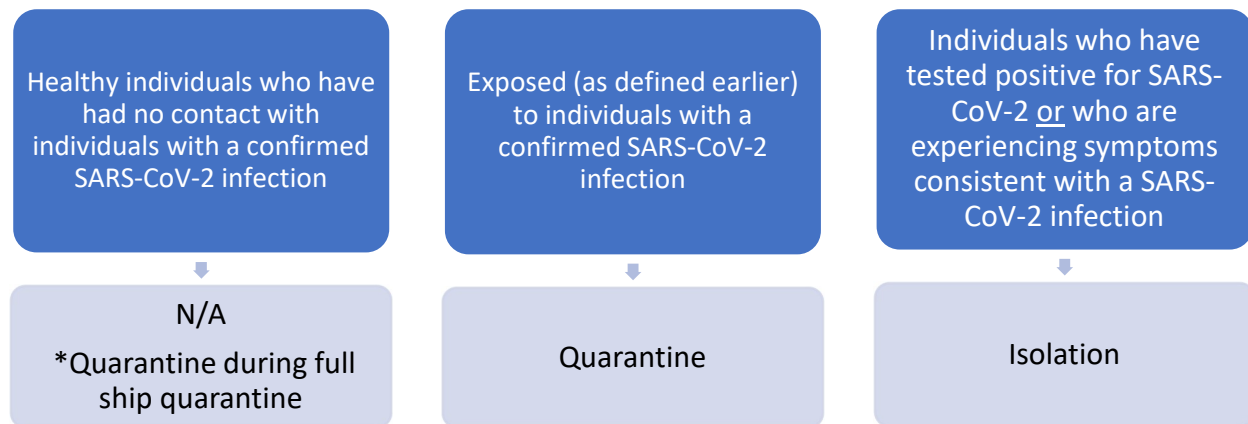 Healthy individuals who have
had no contact with
individuals with a confirmed
SARS-CoV-2 infection
N/A
*Quarantine during full
ship quarantine
Exposed (as defined earlier)
to individuals with a
confirmed SARS-CoV-2
infection
Quarantine
Individuals who have
tested positive for SARS-
CoV-2 or who are
experiencing symptoms
consistent with a SARS-
CoV-2 infection
Isolation